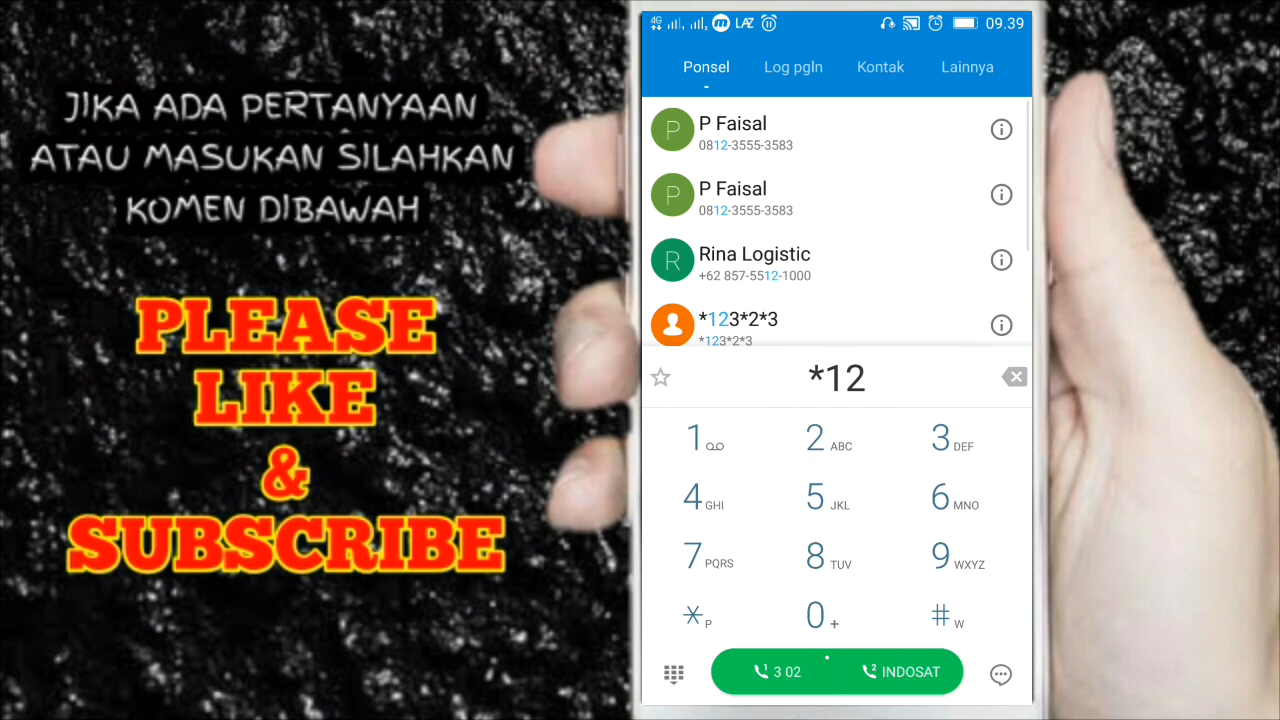 JIKA ADA PERTANYAAN
ATAU MASUKAN SILAHKAN
KOMEN DIBAWAH
PLEASE
LIKE
&
SUBSCRIBE
4G LAZ 09.39
Ponsel Log pgln Kontak Lainnya
P P Faisal
0812-3555-3583
P P Faisal
0812-3555-3583
R Rina Logistic
+62 857-5512-1000
*123*2*3
*123*2*3
*12
1
2 ABC
3 DEF
4 GHI
5 JKL
6 MNO
7 PQRS
8 TUV
9 WXYZ
* P
0 +
# W
1 3 02
2 INDOSAT